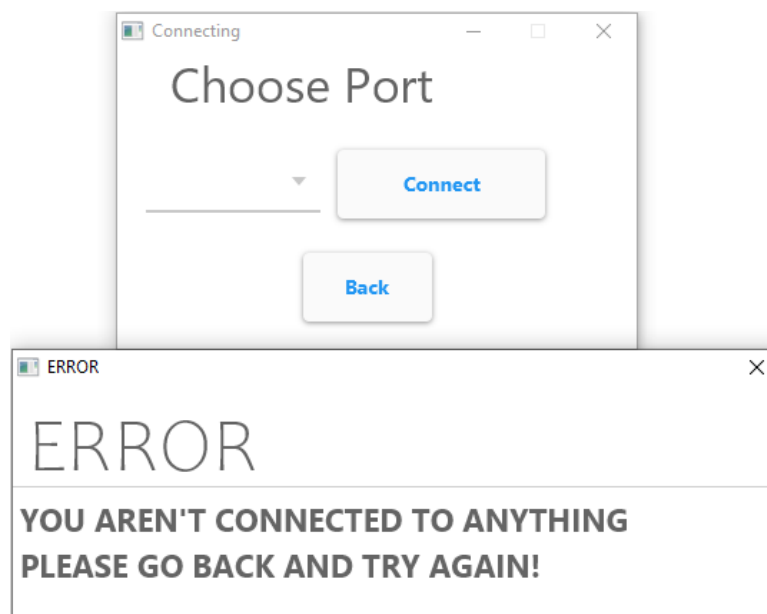 Connecting
Choose Port
Connect
Back
ERROR
ERROR
YOU AREN'T CONNECTED TO ANYTHING
PLEASE GO BACK AND TRY AGAIN!